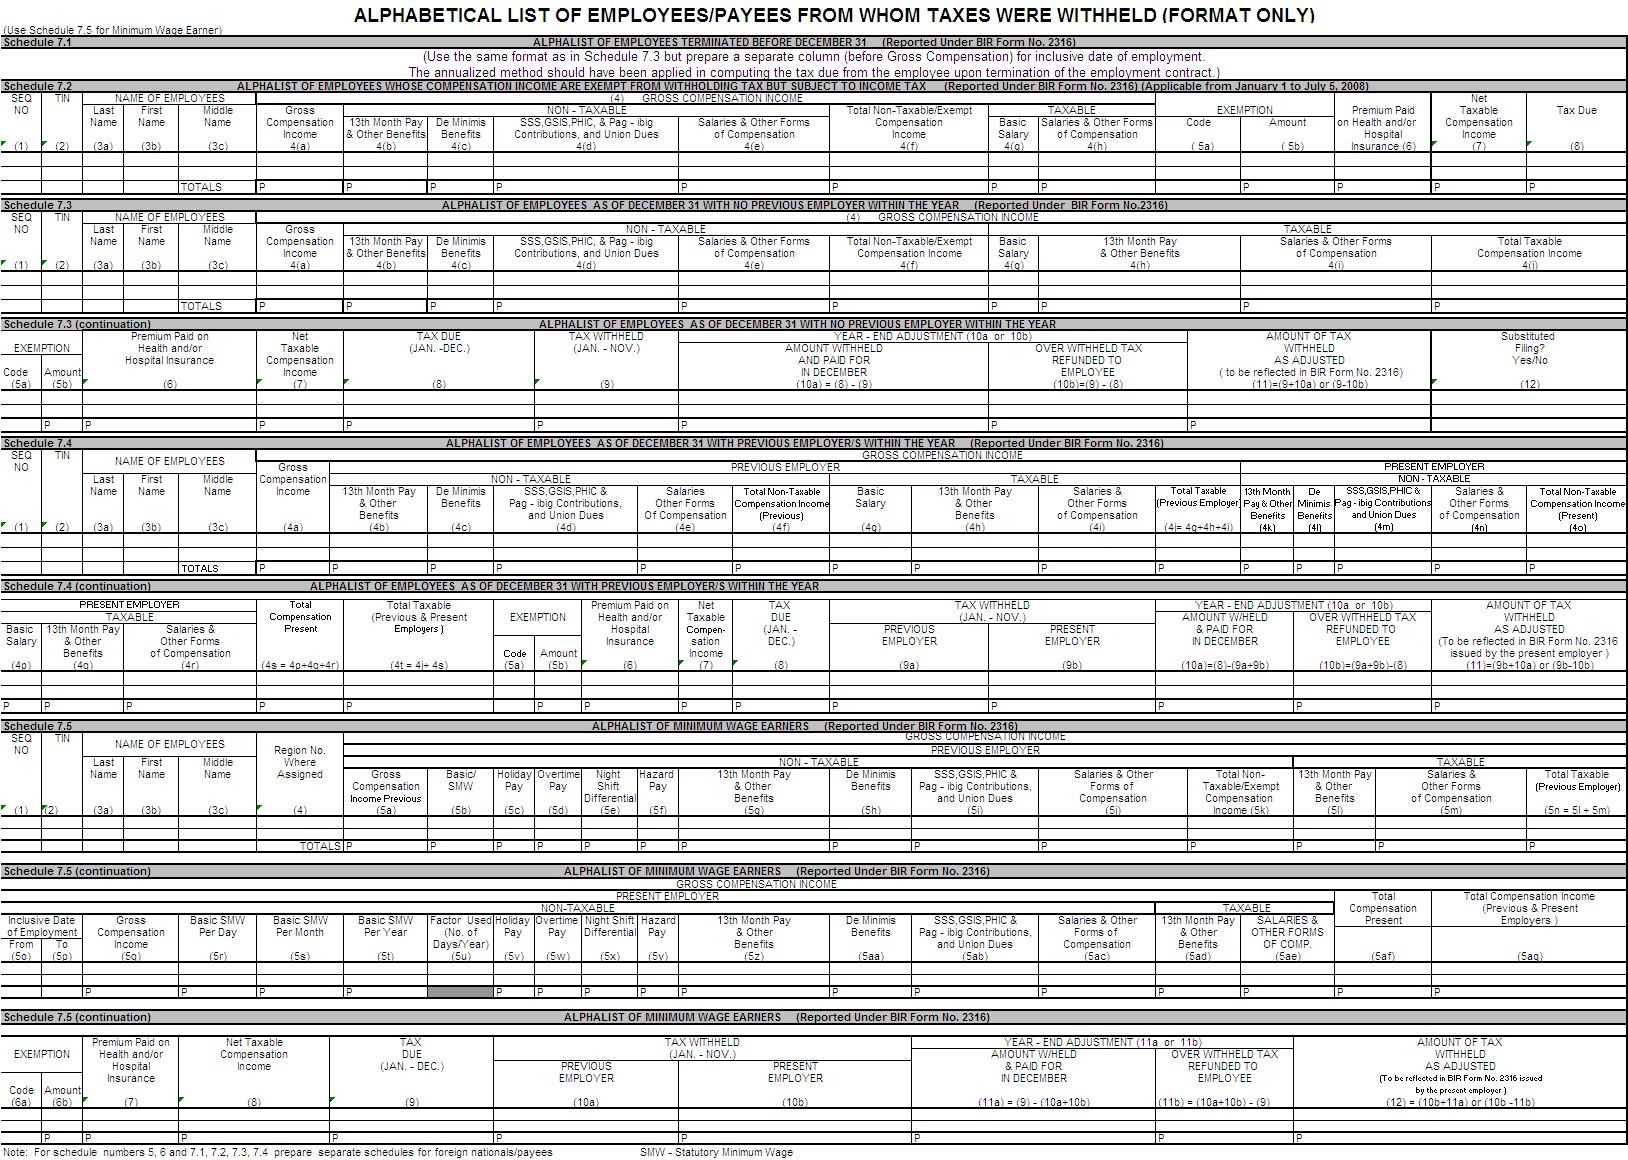 ALPHABETICAL LIST OF EMPLOYEES/PAYEES FROM WHOM TAXES WERE WITHHELD (FORMAT ONLY)
(Use Schedule 7.5 for Minimum Wage Earner)
Schedule 7.1 ALPHALIST OF EMPLOYEES TERMINATED BEFORE DECEMBER 31 (Reported Under BIR Form No. 2316)
(Use the same format as in Schedule 7.3 but prepare a separate column (before Gross Compensation) for inclusive date of employment.
The annualized method should have been applied in computing the tax due from the employee upon termination of the employment contract.)
Schedule 7.2 ALPHALIST OF EMPLOYEES WHOSE COMPENSATION INCOME ARE EXEMPT FROM WITHHOLDING TAX BUT SUBJECT TO INCOME TAX (Reported Under BIR Form No. 2316) (Applicable from January 1 to July 5, 2008)
SEQ TIN NAME OF EMPLOYEES (4) GROSS COMPENSATION INCOME Net
NO Last First Middle Gross NON - TAXABLE Total Non-Taxable/Exempt TAXABLE EXEMPTION Premium Paid Taxable Tax Due
Name Name Name Compensation 13th Month Pay De Minimis SSS,GSIS,PHIC, & Pag - ibig Salaries & Other Forms Compensation Basic Salaries & Other Forms Code Amount on Health and/or Compensation
Income & Other Benefits Benefits Contributions, and Union Dues of Compensation Income Salary of Compensation Hospital Income
(1) (2) (3a) (3b) (3c) 4(a) 4(b) 4(c) 4(d) 4(e) 4(f) 4(g) 4(h) ( 5a) ( 5b) Insurance (6) (7) (8)
TOTALS P P P P P P P P P P P P
Schedule 7.3 ALPHALIST OF EMPLOYEES AS OF DECEMBER 31 WITH NO PREVIOUS EMPLOYER WITHIN THE YEAR (Reported Under BIR Form No.2316)
SEQ TIN NAME OF EMPLOYEES (4) GROSS COMPENSATION INCOME
NO Last First Middle Gross NON - TAXABLE TAXABLE
Name Name Name Compensation 13th Month Pay De Minimis SSS,GSIS,PHIC, & Pag - ibig Salaries & Other Forms Total Non-Taxable/Exempt Basic 13th Month Pay Salaries & Other Forms Total Taxable
Income & Other Benefits Benefits Contributions, and Union Dues of Compensation Compensation Income Salary & Other Benefits of Compensation Compensation Income
(1) (2) (3a) (3b) (3c) 4(a) 4(b) 4(c) 4(d) 4(e) 4(f) 4(g) 4(h) 4(i) 4(j)
TOTALS P P P P P P P P P P
Schedule 7.3 (continuation) ALPHALIST OF EMPLOYEES AS OF DECEMBER 31 WITH NO PREVIOUS EMPLOYER WITHIN THE YEAR
Premium Paid on Net TAX DUE TAX WITHHELD YEAR - END ADJUSTMENT (10a or 10b) AMOUNT OF TAX Substituted
EXEMPTION Health and/or Taxable (JAN. -DEC.) (JAN. - NOV.) AMOUNT WITHHELD OVER WITHHELD TAX WITHHELD Filing?
Hospital Insurance Compensation AND PAID FOR REFUNDED TO AS ADJUSTED Yes/No
Code Amount Income IN DECEMBER EMPLOYEE ( to be reflected in BIR Form No. 2316)
(5a) (5b) (6) (7) (8) (9) (10a) = (8) - (9) (10b)=(9) - (8) (11)=(9+10a) or (9-10b) (12)
P P P P P P P P
Schedule 7.4 ALPHALIST OF EMPLOYEES AS OF DECEMBER 31 WITH PREVIOUS EMPLOYER/S WITHIN THE YEAR (Reported Under BIR Form No. 2316)
SEQ TIN NAME OF EMPLOYEES GROSS COMPENSATION INCOME
NO Gross PREVIOUS EMPLOYER PRESENT EMPLOYER
Last First Middle Compensation NON - TAXABLE TAXABLE NON - TAXABLE
Name Name Name Income 13th Month Pay De Minimis SSS,GSIS,PHIC & Salaries Total Non-Taxable Basic 13th Month Pay Salaries & Total Taxable 13th Month De SSS,GSIS,PHIC & Salaries & Total Non-Taxable
& Other Benefits Pag - ibig Contributions, Other Forms Compensation Income Salary & Other Other Forms (Previous Employer) Pay & Other Minimis Pag - ibig Contributions Other Forms Compensation Income
Benefits and Union Dues Of Compensation (Previous) Benefits of Compensation Benefits Benefits and Union Dues of Compensation (Present)
(1) (2) (3a) (3b) (3c) (4a) (4b) (4c) (4d) (4e) (4f) (4g) (4h) (4i) (4j= 4g+4h+4i) (4k) (4l) (4m) (4n) (4o)
TOTALS P P P P P P P P P P P P P P P
Schedule 7.4 (continuation) ALPHALIST OF EMPLOYEES AS OF DECEMBER 31 WITH PREVIOUS EMPLOYER/S WITHIN THE YEAR
PRESENT EMPLOYER Total Total Taxable Premium Paid on Net TAX TAX WITHHELD YEAR - END ADJUSTMENT (10a or 10b) AMOUNT OF TAX
TAXABLE Compensation (Previous & Present EXEMPTION Health and/or Taxable DUE (JAN. - NOV.) AMOUNT W/HELD OVER WITHHELD TAX WITHHELD
Basic 13th Month Pay Salaries & Present Employers ) Hospital Compen- (JAN. - PREVIOUS PRESENT & PAID FOR REFUNDED TO AS ADJUSTED
Salary & Other Other Forms Insurance sation DEC.) EMPLOYER EMPLOYER IN DECEMBER EMPLOYEE (To be reflected in BIR Form No. 2316
Benefits of Compensation Code Amount Income issued by the present employer )
(4p) (4q) (4r) (4s = 4p+4q+4r) (4t = 4j+ 4s) (5a) (5b) (6) (7) (8) (9a) (9b) (10a)=(8)-(9a+9b) (10b)=(9a+9b)-(8) (11)=(9b+10a) or (9b-10b)
P P P P P P P P P P P P P P
Schedule 7.5 ALPHALIST OF MINIMUM WAGE EARNERS (Reported Under BIR Form No. 2316)
SEQ TIN NAME OF EMPLOYEES GROSS COMPENSATION INCOME
NO Region No. PREVIOUS EMPLOYER
Last First Middle Where NON - TAXABLE TAXABLE
Name Name Name Assigned Gross Basic/ Holiday Overtime Night Hazard 13th Month Pay De Minimis SSS,GSIS,PHIC & Salaries & Other Total Non- 13th Month Pay Salaries & Total Taxable
Compensation SMW Pay Pay Shift Pay & Other Benefits Pag - ibig Contributions, Forms of Taxable/Exempt & Other Other Forms (Previous Employer)
Income Previous Differential Benefits and Union Dues Compensation Compensation Benefits of Compensation
(1) (2) (3a) (3b) (3c) (4) (5a) (5b) (5c) (5d) (5e) (5f) (5g) (5h) (5i) (5j) Income (5k) (5l) (5m) (5n = 5l + 5m)
TOTALS P P P P P P P P P P P P P P
Schedule 7.5 (continuation) ALPHALIST OF MINIMUM WAGE EARNERS (Reported Under BIR Form No. 2316)
GROSS COMPENSATION INCOME
PRESENT EMPLOYER Total Total Compensation Income
NON-TAXABLE TAXABLE Compensation (Previous & Present
Inclusive Date Gross Basic SMW Basic SMW Basic SMW Factor Used Holiday Overtime Night Shift Hazard 13th Month Pay De Minimis SSS,GSIS,PHIC & Salaries & Other 13th Month Pay SALARIES & Present Employers )
of Employment Compensation Per Day Per Month Per Year (No. of Pay Pay Differential Pay & Other Benefits Pag - ibig Contributions, Forms of & Other OTHER FORMS
From To Income Days/Year) Benefits and Union Dues Compensation Benefits OF COMP.
(5o) (5p) (5q) (5r) (5s) (5t) (5u) (5v) (5w) (5x) (5y) (5z) (5aa) (5ab) (5ac) (5ad) (5ae) (5af) (5ag)
P P P P P P P P P P P P P P P P
Schedule 7.5 (continuation) ALPHALIST OF MINIMUM WAGE EARNERS (Reported Under BIR Form No. 2316)
Premium Paid on Net Taxable TAX TAX WITHHELD YEAR - END ADJUSTMENT (11a or 11b) AMOUNT OF TAX
EXEMPTION Health and/or Compensation DUE (JAN. - NOV.) AMOUNT W/HELD OVER WITHHELD TAX WITHHELD
Hospital Income (JAN. - DEC.) PREVIOUS PRESENT & PAID FOR REFUNDED TO AS ADJUSTED
Insurance EMPLOYER EMPLOYER IN DECEMBER EMPLOYEE (To be reflected in BIR Form No. 2316 issued
Code Amount by the present employer )
(6a) (6b) (7) (8) (9) (10a) (10b) (11a) = (9) - (10a+10b) (11b) = (10a+10b) - (9) (12) = (10b+11a) or (10b -11b)
P P P P P P P P P
Note: For schedule numbers 5, 6 and 7.1, 7.2, 7.3, 7.4 prepare separate schedules for foreign nationals/payees SMW - Statutory Minimum Wage